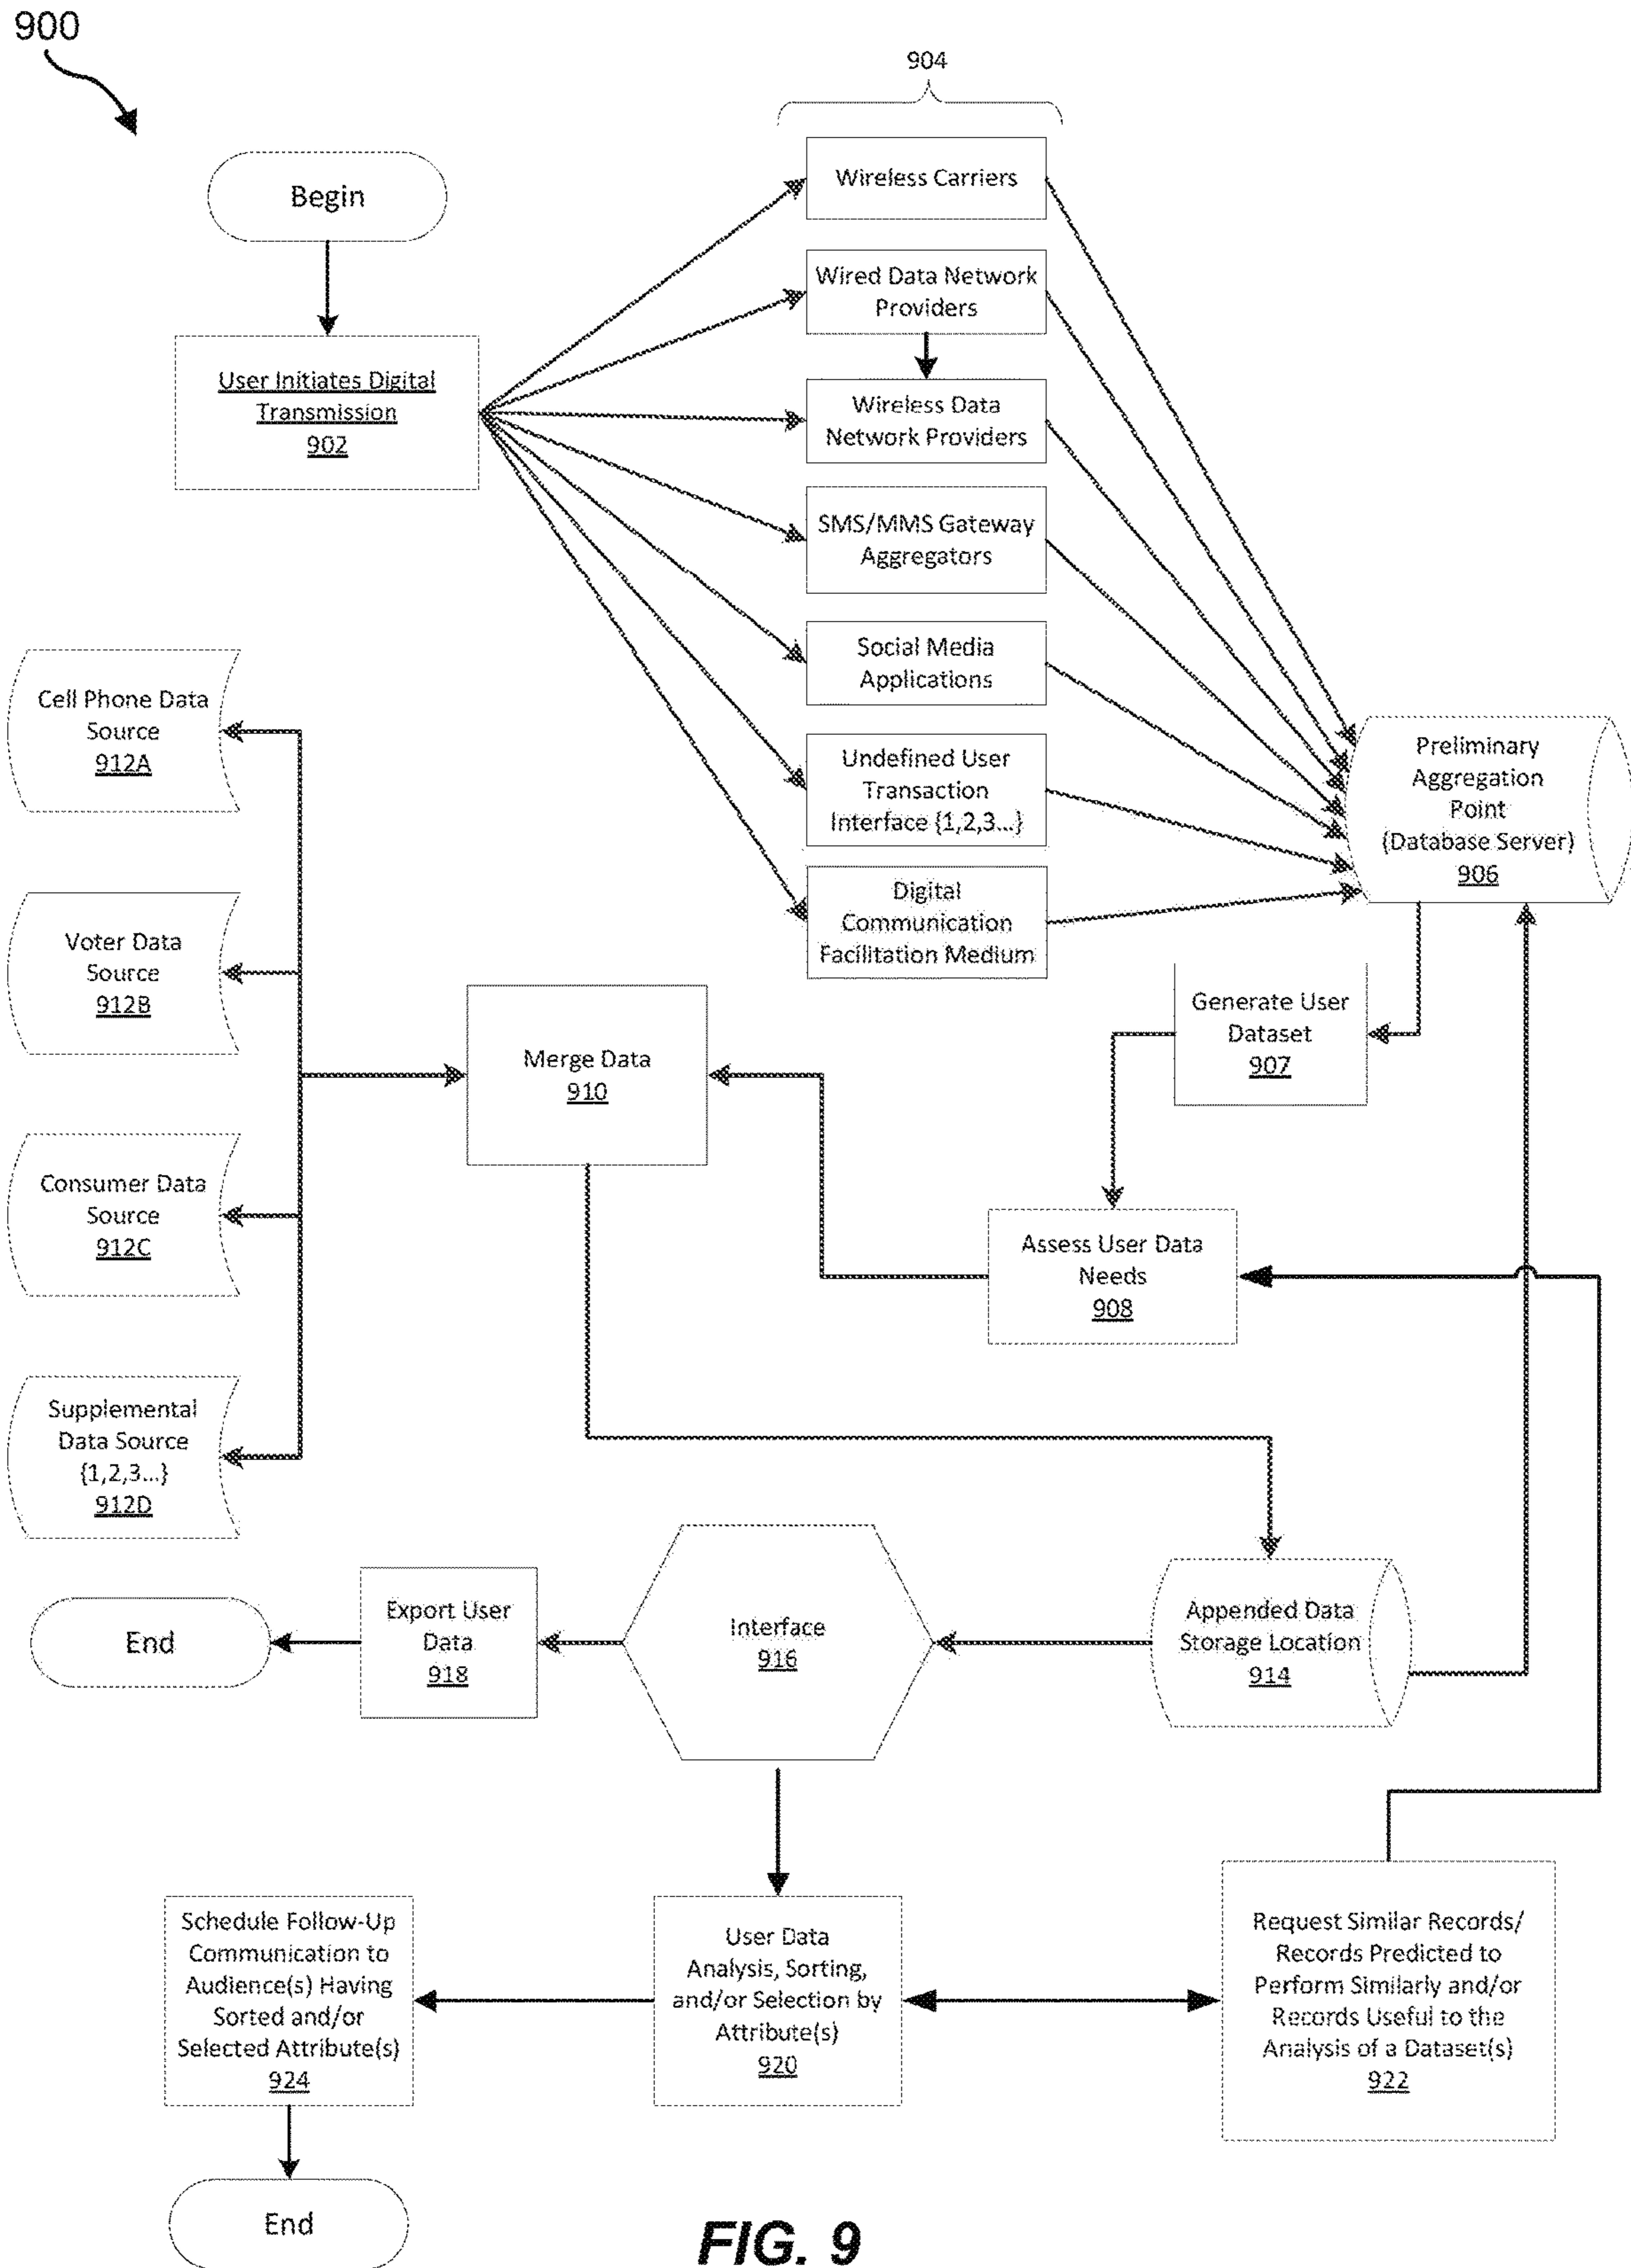 900
904
Begin
Wireless Carriers
Wired Data Network
Providers
User Initiates Digital
Transmission
902
Wireless Data
Network Providers
SMS/MMS Gateway
Aggregators
Social Media
Applications
Undefined User
Transaction
Interface {1,2,3...}
Digital
Communication
Facilitation Medium
Preliminary
Aggregation
Point
(Database Server)
906
Cell Phone Data
Source
912A
Voter Data
Source
912B
Consumer Data
Source
912C
Supplemental
Data Source
{1,2,3...}
912D
Merge Data
910
Generate User
Dataset
907
Assess User Data
Needs
908
End
Export User
Data
918
Interface
916
Appended Data
Storage Location
914
Schedule Follow-Up
Communication to
Audience(s) Having
Sorted and/or
Selected Attribute(s)
924
User Data
Analysis, Sorting,
and/or Selection by
Attribute(s)
920
Request Similar Records/
Records Predicted to
Perform Similarly and/or
Records Useful to the
Analysis of a Dataset(s)
922
End
FIG. 9